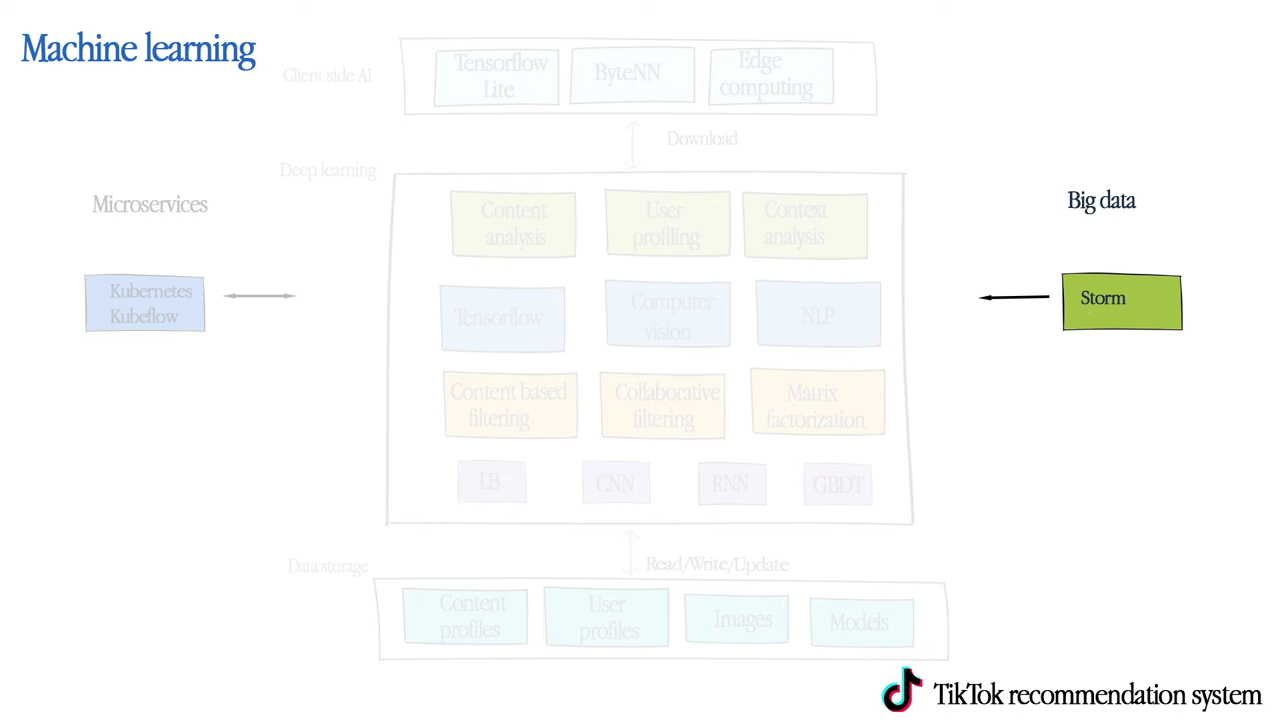 Machine learning
Client side AI
Tensorflow
Lite
ByteNN
Edge
computing
Download
Deep learning
Microservices
Kubernetes
Kubeflow
Content
analysis
User
profiling
Context
analysis
Tensorflow
Computer
vision
NLP
Content based
filtering
Collaborative
filtering
Matrix
factorization
LB
CNN
RNN
GBDT
Big data
Storm
Read/Write/Update
Data storage
Content
profiles
User
profiles
Images
Models
TikTok recommendation system